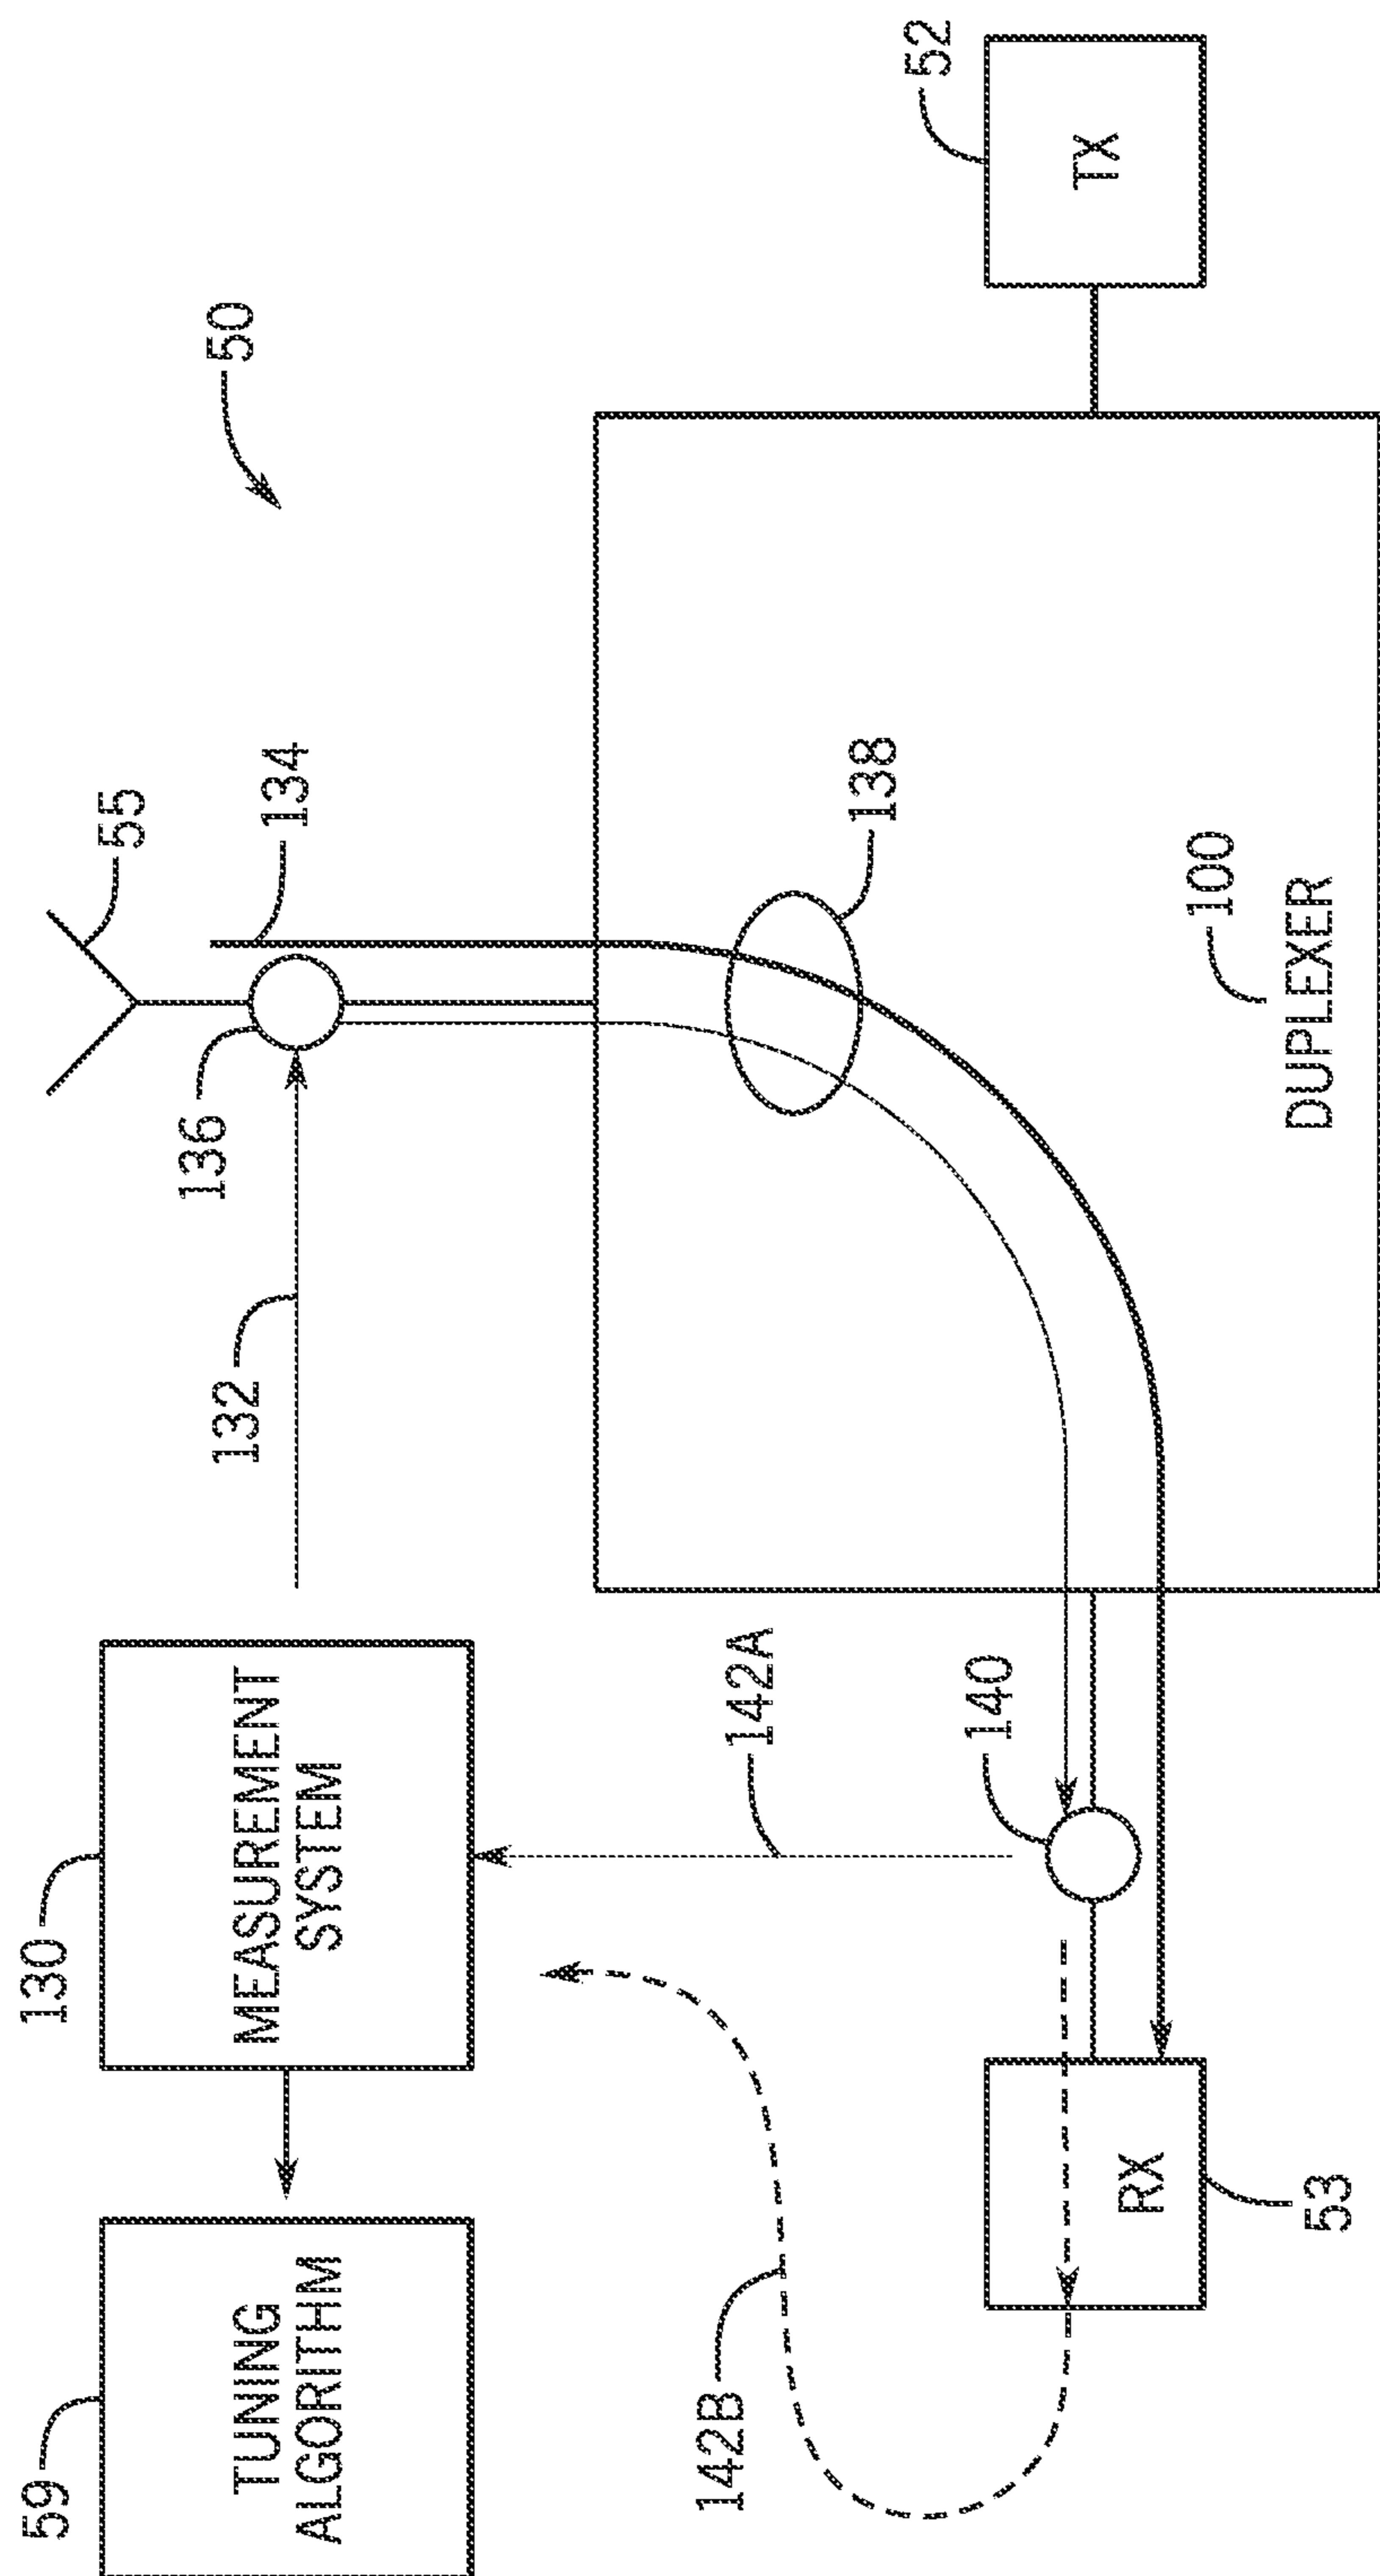 59
TUNING
ALGORITHM
130
MEASUREMENT
SYSTEM
132
136
55
134
50
142B
142A
138
140
RX
53
100
DUPLEXER
52
TX